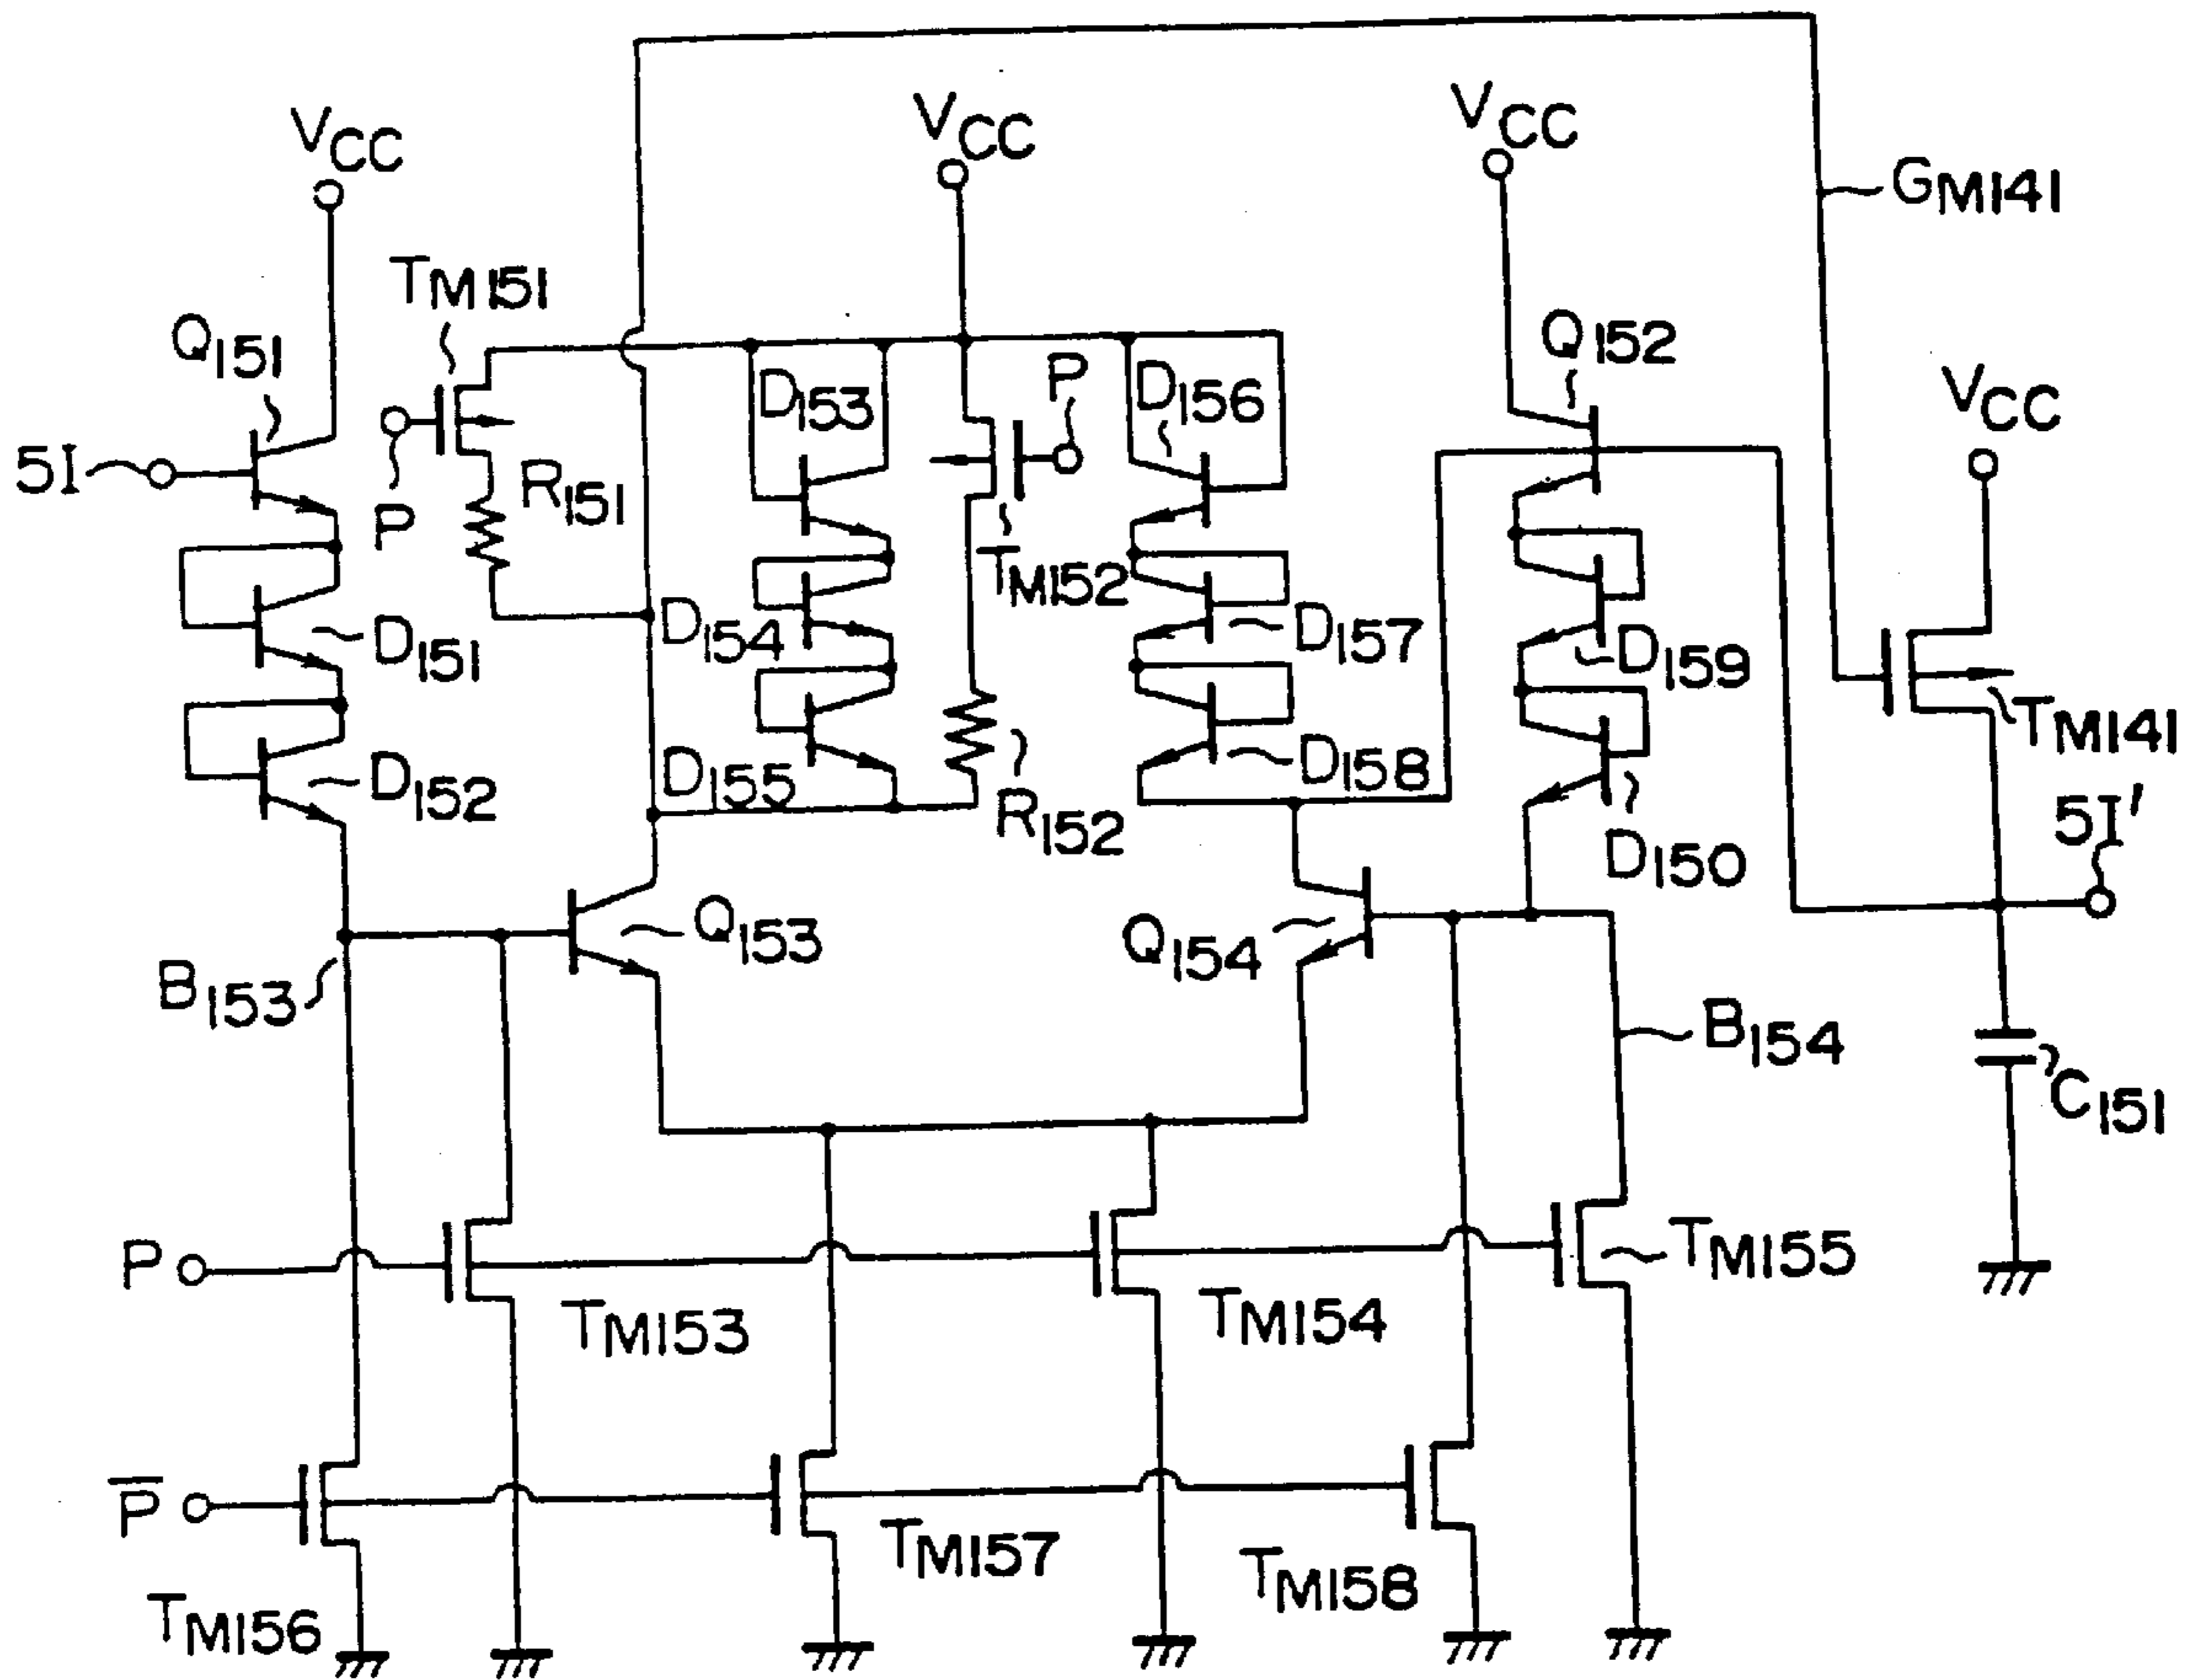 GM141
VCC
VCC
VCC
TM151
Q151
Q152
VCC
P
D153
D156
5I
R151
P
TM152
D154
D157
D151
D159
TM141
D155
D158
D152
R152
5I'
D150
Q153
Q154
B153
B154
C151
P
TM153
TM154
TM155
P̅
TM157
TM158
TM156